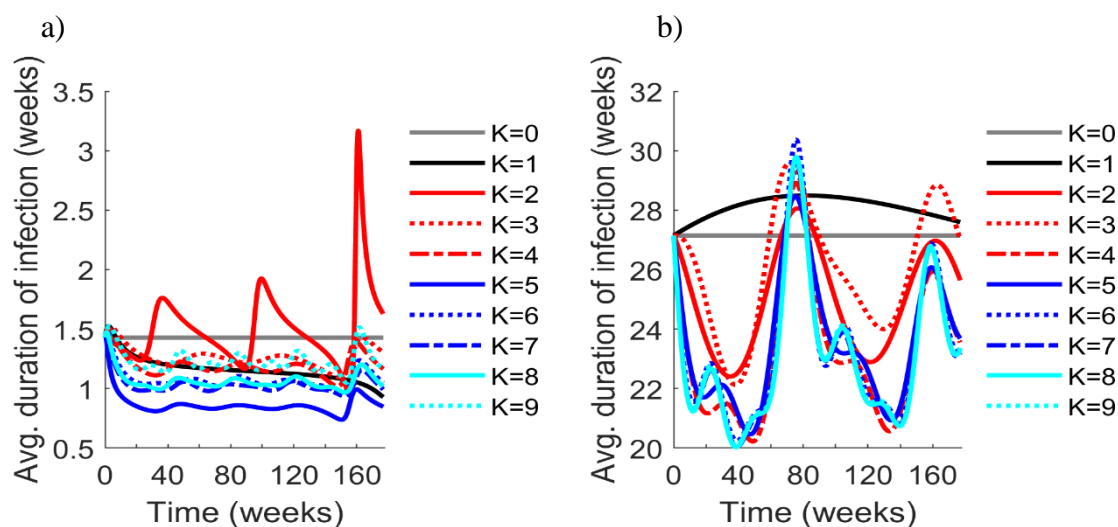 a)
Avg. duration of infection (weeks)
3.5
3
2.5
2
1.5
1
0.5
0
40
80
120
160
Time (weeks)
K=0
K=1
K=2
K=3
K=4
K=5
K=6
K=7
K=8
K=9
b)
Avg. duration of infection (weeks)
32
30
28
26
24
22
20
0
40
80
120
160
Time (weeks)
K=0
K=1
K=2
K=3
K=4
K=5
K=6
K=7
K=8
K=9